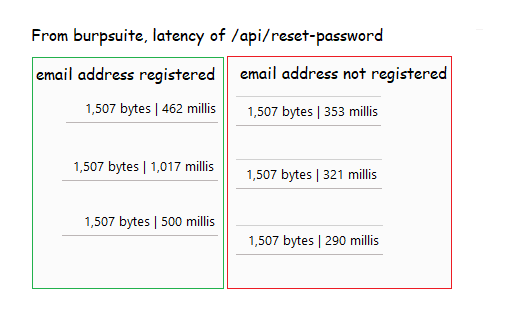 From burpsuite, latency of /api/reset-password
email address registered
1,507 bytes | 462 millis
1,507 bytes | 1,017 millis
1,507 bytes | 500 millis
email address not registered
1,507 bytes | 353 millis
1,507 bytes | 321 millis
1,507 bytes | 290 millis